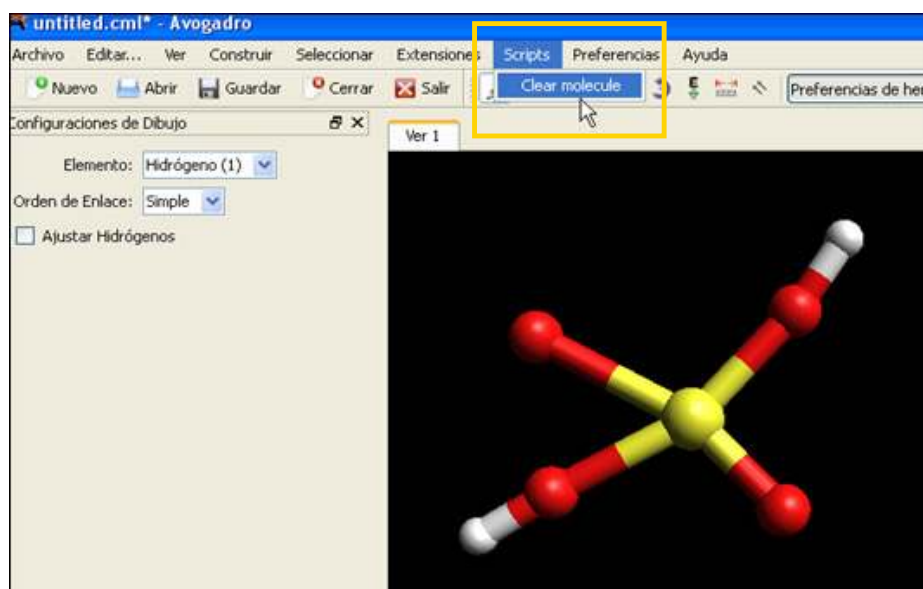 untitled.cml* - Avogadro
Archivo Editar... Ver Construir Seleccionar Extensiones Scripts Preferencias Ayuda
Nuevo Abrir Guardar Cerrar Salir E Preferencias de her
Clear molecule
Configuraciones de Dibujo
Ver 1
Elemento: Hidrógeno (1)
Orden de Enlace: Simple
Ajustar Hidrógenos